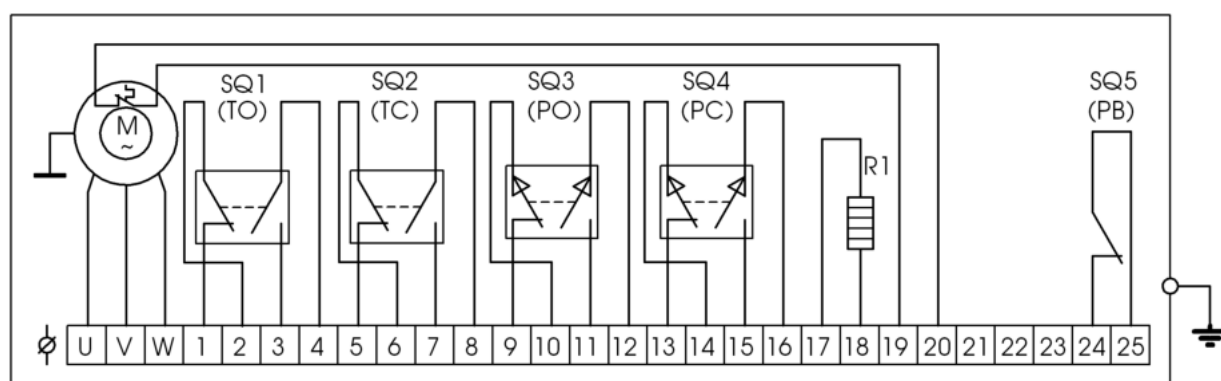 SQ1 SQ2 SQ3 SQ4 SQ5
(TO) (TC) (PO) (PC) (PB)
M
~
R1
U V W 1 2 3 4 5 6 7 8 9 10 11 12 13 14 15 16 17 18 19 20 21 22 23 24 25